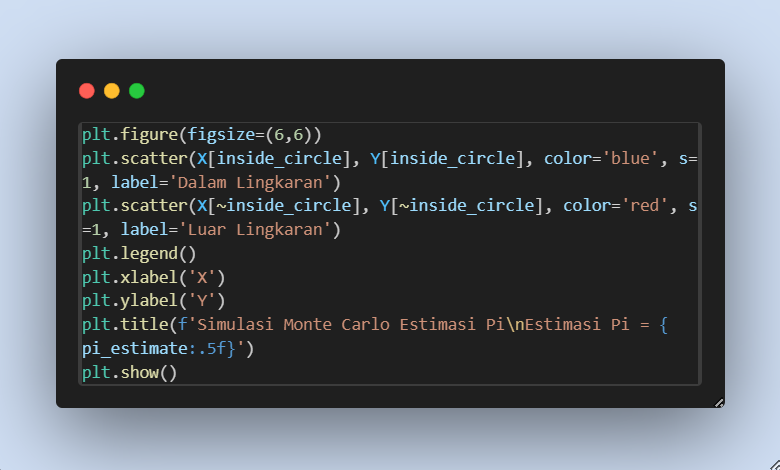 plt.figure(figsize=(6,6))
plt.scatter(X[inside_circle], Y[inside_circle], color='blue', s=
1, label='Dalam Lingkaran')
plt.scatter(X[~inside_circle], Y[~inside_circle], color='red', s
=1, label='Luar Lingkaran')
plt.legend()
plt.xlabel('X')
plt.ylabel('Y')
plt.title(f'Simulasi Monte Carlo Estimasi Pi\nEstimasi Pi = {
pi_estimate:.5f}')
plt.show()